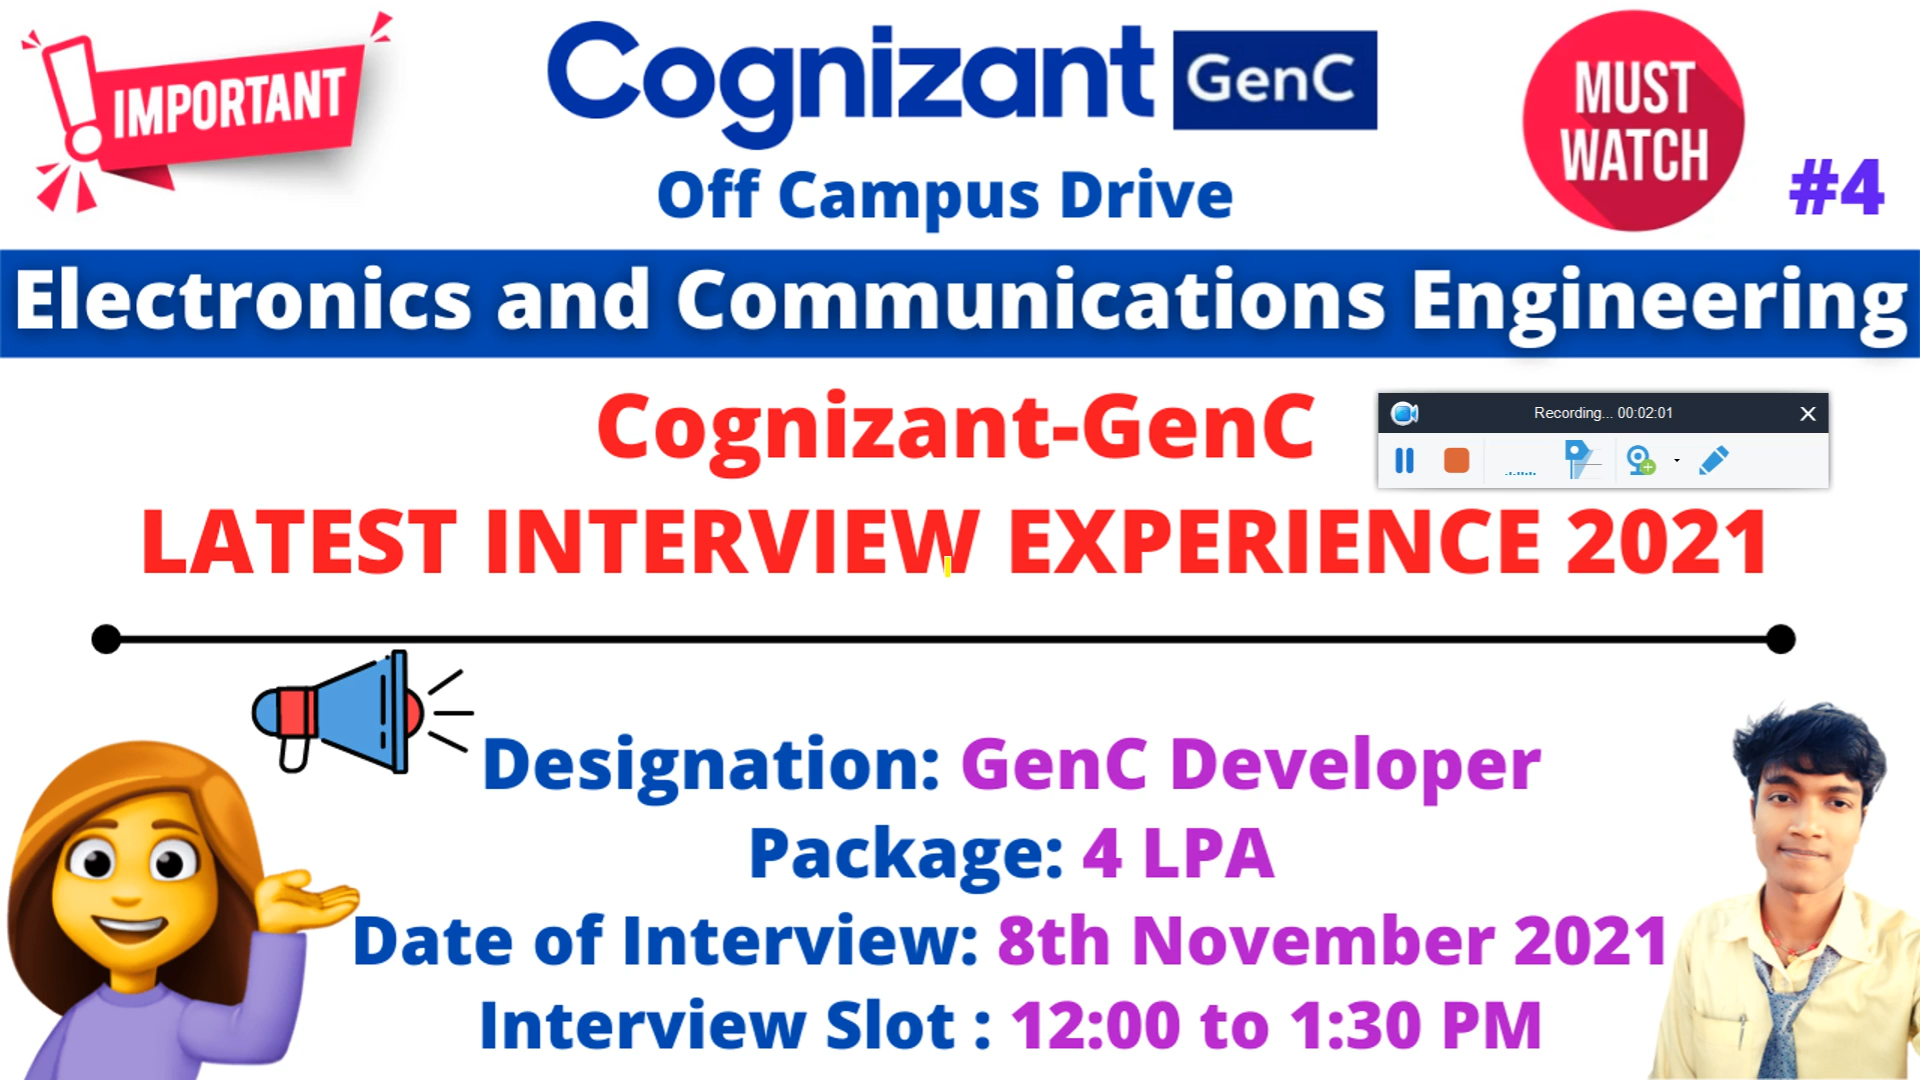 IMPORTANT
Cognizant GenC
Off Campus Drive
MUST
WATCH
#4
Electronics and Communications Engineering
Cognizant-GenC
Recording... 00:02:01
LATEST INTERVIEW EXPERIENCE 2021
Designation: GenC Developer
Package: 4 LPA
Date of Interview: 8th November 2021
Interview Slot : 12:00 to 1:30 PM